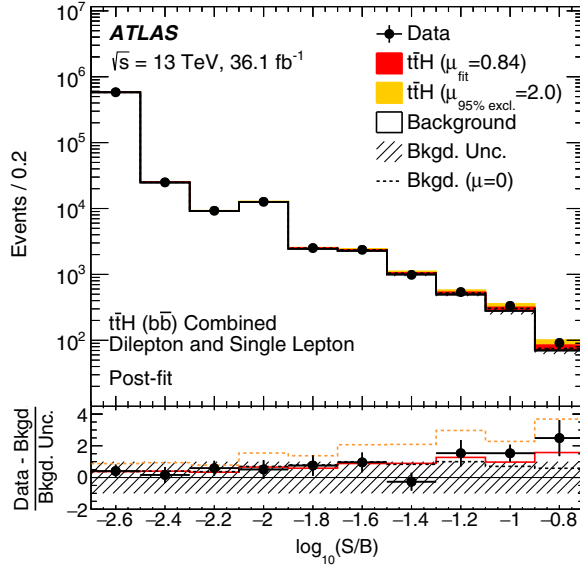 ATLAS
√s = 13 TeV, 36.1 fb⁻¹
Data
tt̄H (μ_fit=0.84)
tt̄H (μ_95% excl.=2.0)
Background
Bkgd. Unc.
Bkgd. (μ=0)
Events / 0.2
10⁷
10⁶
10⁵
10⁴
10³
10²
tt̄H (bb̄) Combined
Dilepton and Single Lepton
Post-fit
Data - Bkgd
Bkgd. Unc.
4
2
0
−2
−2.6 −2.4 −2.2 −2 −1.8 −1.6 −1.4 −1.2 −1 −0.8
log₁₀(S/B)